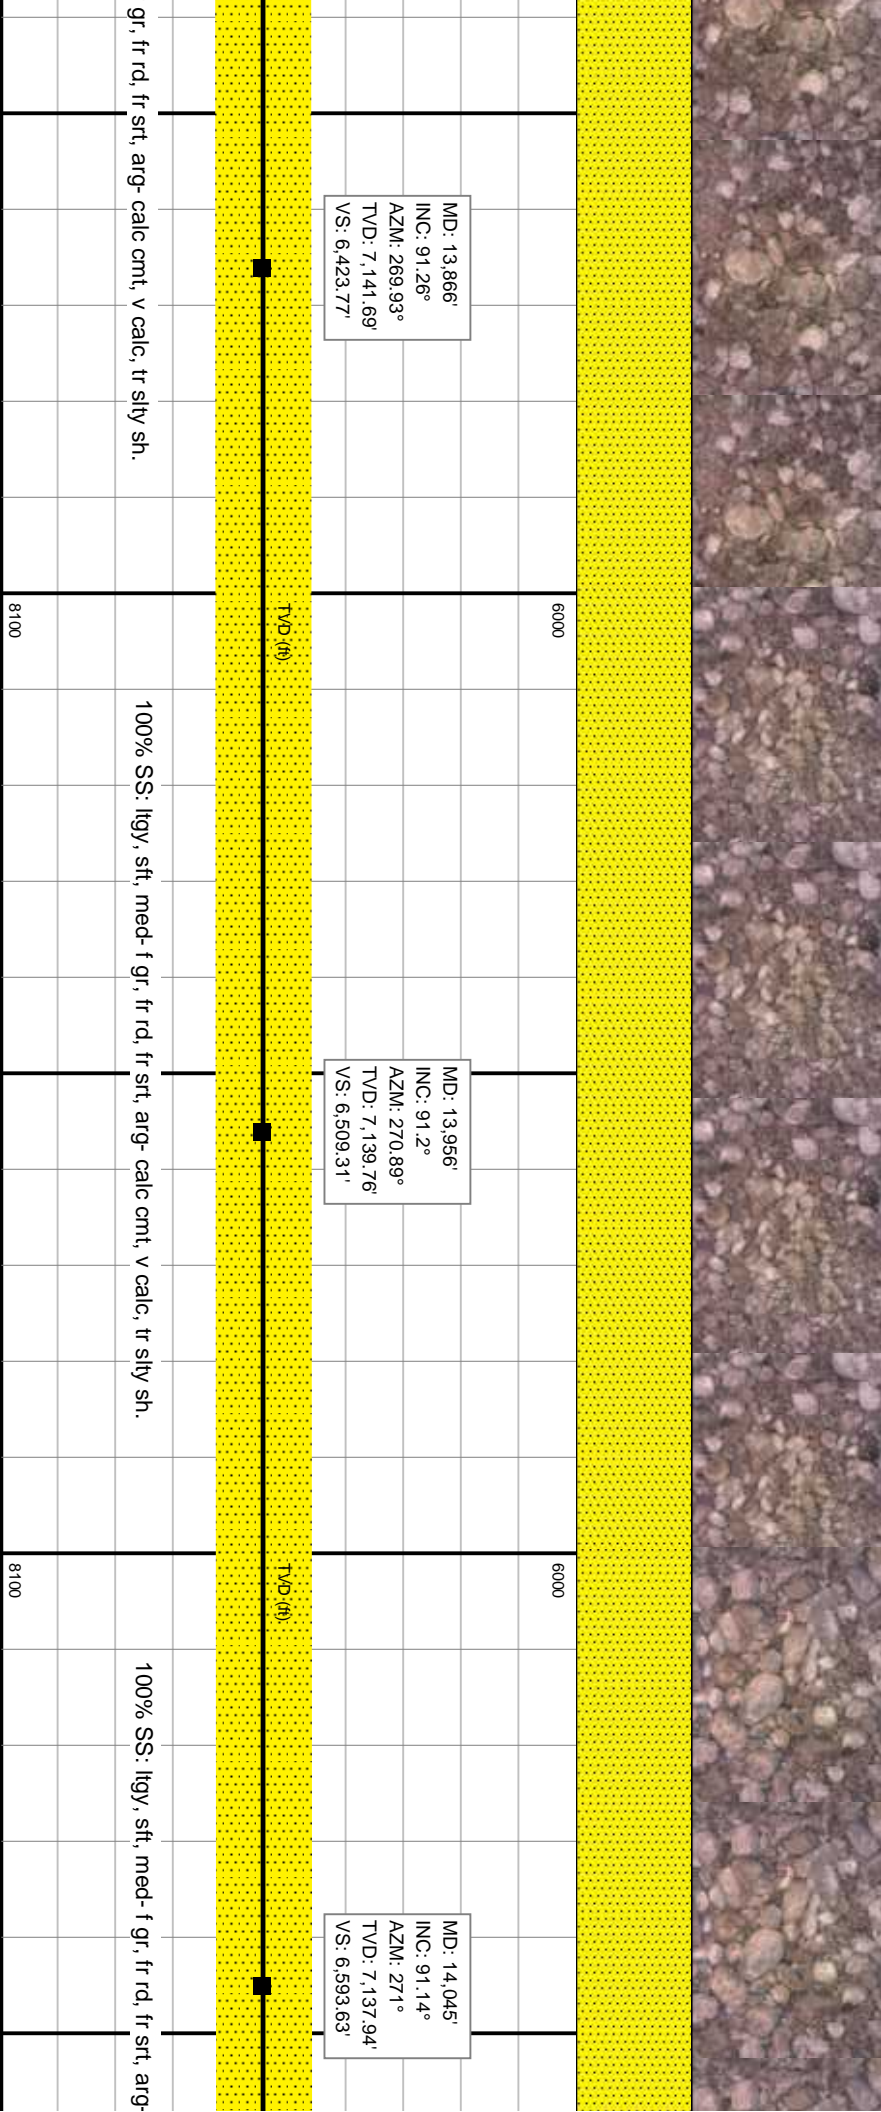 gr, fr rd, fr srt, arg- calc cmt, v calc, tr slty sh.
MD: 13,866'
INC: 91.26°
AZM: 269.93°
TVD: 7,141.69'
VS: 6,423.77'
6000
TVD (ft)
8100
100% SS: ltgy, sft, med- f gr, fr rd, fr srt, arg- calc cmt, v calc, tr slty sh.
MD: 13,956'
INC: 91.2°
AZM: 270.89°
TVD: 7,139.76'
VS: 6,509.31'
6000
TVD (ft)
8100
100% SS: ltgy, sft, med- f gr, fr rd, fr srt, arg-
MD: 14,045'
INC: 91.14°
AZM: 271°
TVD: 7,137.94'
VS: 6,593.63'